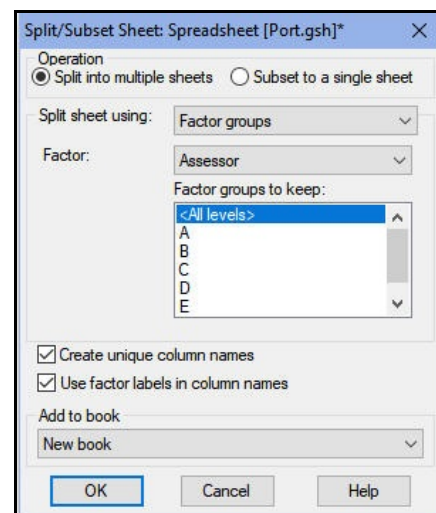 Split/Subset Sheet: Spreadsheet [Port.gsh]*
Operation
Split into multiple sheets Subset to a single sheet
Split sheet using: Factor groups
Factor: Assessor
Factor groups to keep:
<All levels>
A
B
C
D
E
Create unique column names
Use factor labels in column names
Add to book
New book
OK Cancel Help